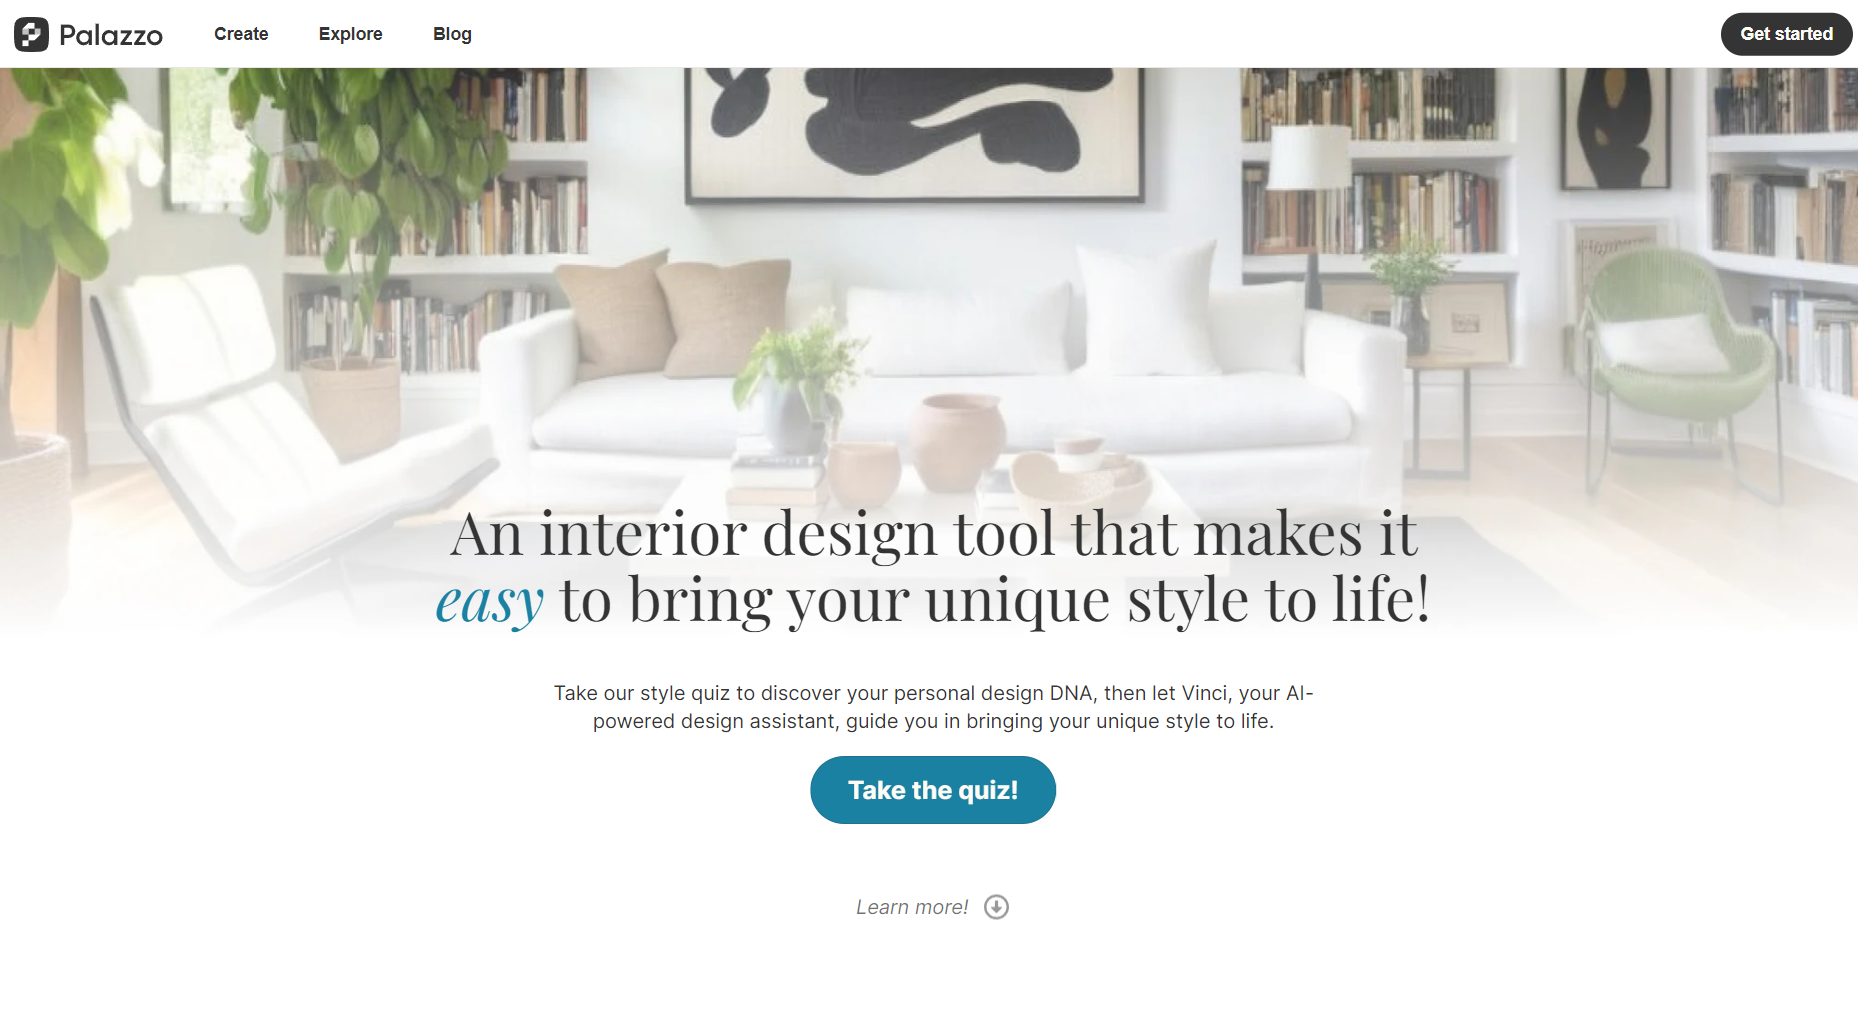 Palazzo
Create
Explore
Blog
Get started
An interior design tool that makes it
easy to bring your unique style to life!
Take our style quiz to discover your personal design DNA, then let Vinci, your AI-
powered design assistant, guide you in bringing your unique style to life.
Take the quiz!
Learn more!